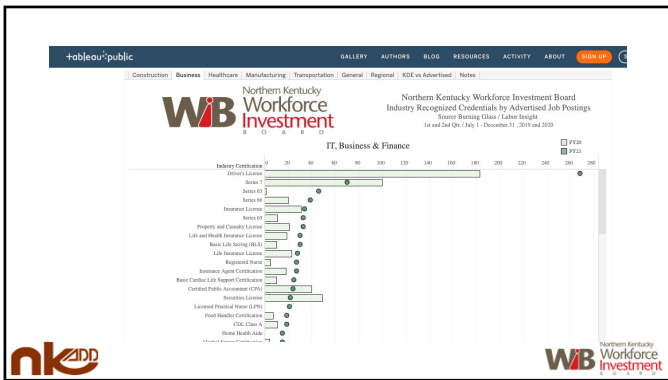 +ableau⁺public
GALLERY AUTHORS BLOG RESOURCES ACTIVITY ABOUT SIGN UP
Construction Business Healthcare Manufacturing Transportation General Regional KDE vs Advertised Notes
WiB
Northern Kentucky
Workforce
Investment
BOARD
Northern Kentucky Workforce Investment Board
Industry Recognized Credentials by Advertised Job Postings
Source Burning Glass / Labor Insight
1st and 2nd Qtr. / July 1 - December 31 , 2019 and 2020
IT, Business & Finance
FY20
FY21
Industry Certification 0 20 40 60 80 100 120 140 160 180 200 220 240 260 280
Driver's License
Series 7
Series 63
Series 66
Insurance License
Series 65
Property and Casualty License
Life and Health Insurance License
Basic Life Saving (BLS)
Life Insurance License
Registered Nurse
Insurance Agent Certification
Basic Cardiac Life Support Certification
Certified Public Accountant (CPA)
Securities License
Licensed Practical Nurse (LPN)
Food Handler Certification
CDL Class A
Home Health Aide
nkADD
WiB
Northern Kentucky
Workforce
Investment
BOARD